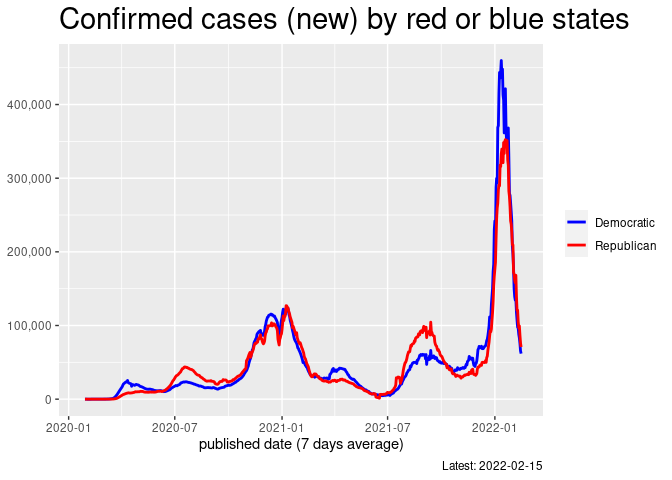 Confirmed cases (new) by red or blue states
400,000
300,000
200,000
100,000
0
2020-01 2020-07 2021-01 2021-07 2022-01
published date (7 days average)
Democratic
Republican
Latest: 2022-02-15